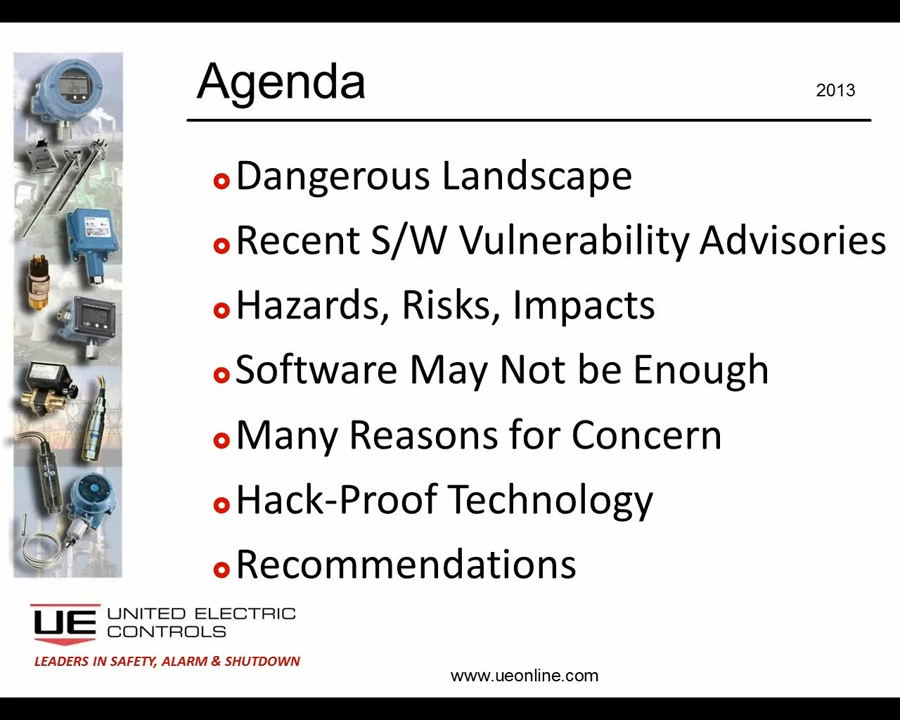 Agenda
2013
Dangerous Landscape
Recent S/W Vulnerability Advisories
Hazards, Risks, Impacts
Software May Not be Enough
Many Reasons for Concern
Hack-Proof Technology
Recommendations
UE UNITED ELECTRIC
CONTROLS
LEADERS IN SAFETY, ALARM & SHUTDOWN
www.ueonline.com